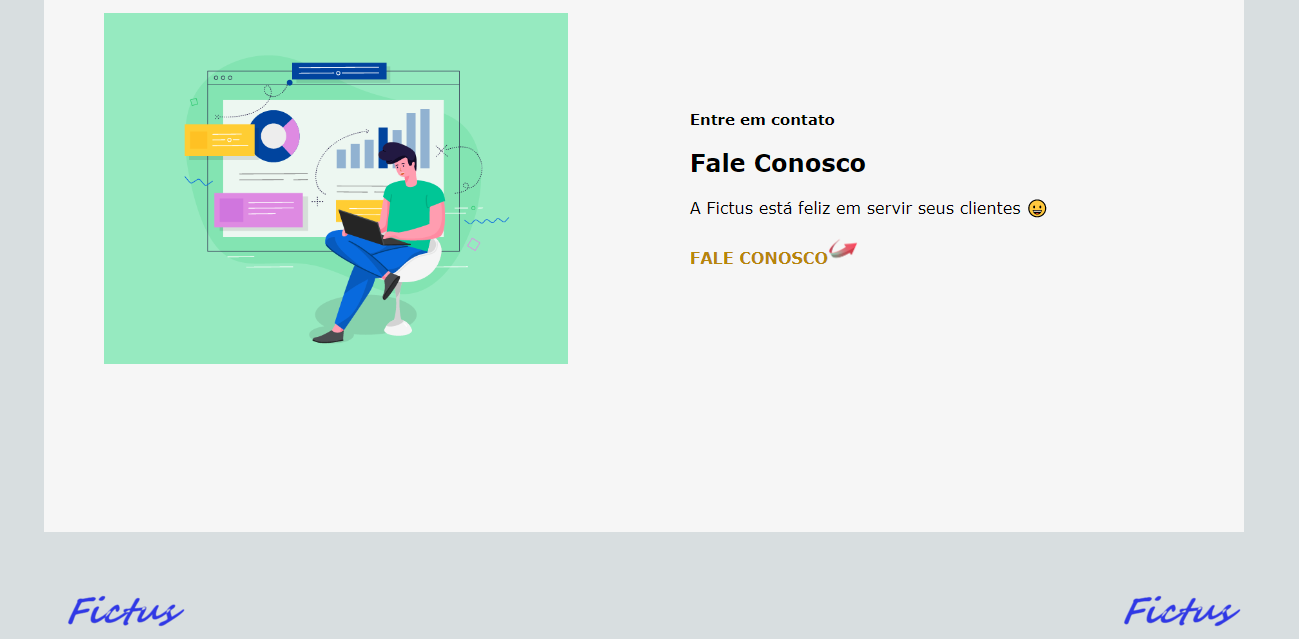 Entre em contato
Fale Conosco
A Fictus está feliz em servir seus clientes 😀
FALE CONOSCO
Fictus
Fictus